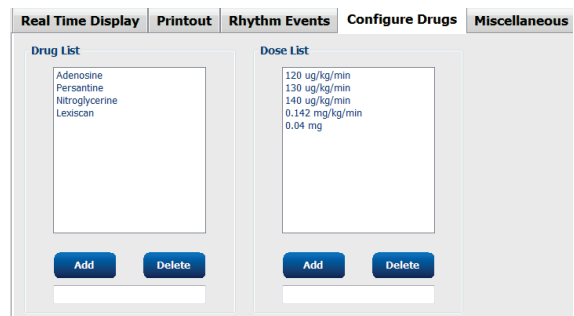 Real Time Display Printout Rhythm Events Configure Drugs Miscellaneous
Drug List
Adenosine
Persantine
Nitroglycerine
Lexiscan
Add Delete
Dose List
120 ug/kg/min
130 ug/kg/min
140 ug/kg/min
0.142 mg/kg/min
0.04 mg
Add Delete